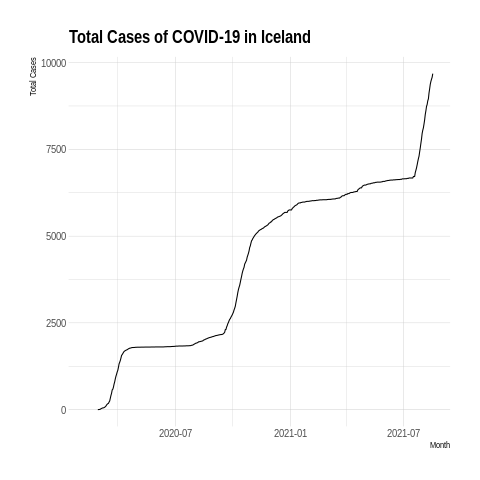 Total Cases of COVID-19 in Iceland
Total Cases
10000
7500
5000
2500
0
2020-07 2021-01 2021-07
Month